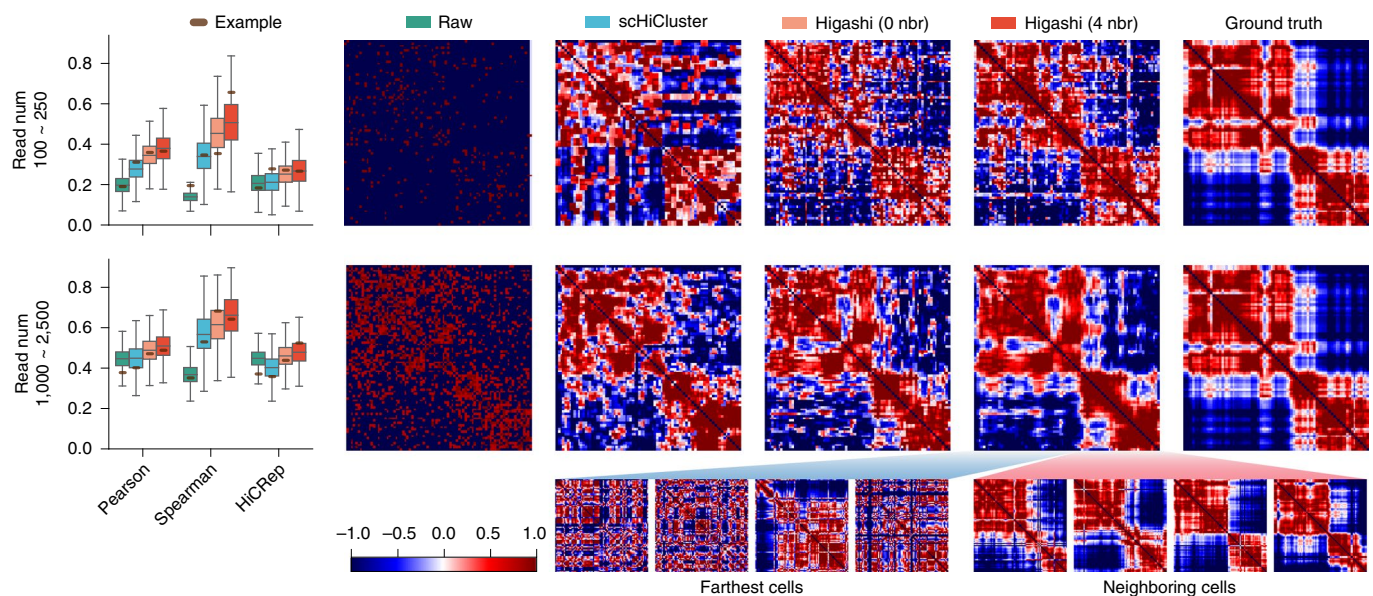 Example
Raw
scHiCluster
Higashi (0 nbr)
Higashi (4 nbr)
Ground truth
Read num
100 ~ 250
0.8
0.6
0.4
0.2
0.0
Read num
1,000 ~ 2,500
0.8
0.6
0.4
0.2
0.0
Pearson
Spearman
HiCRep
−1.0 −0.5 0.0 0.5 1.0
Farthest cells
Neighboring cells